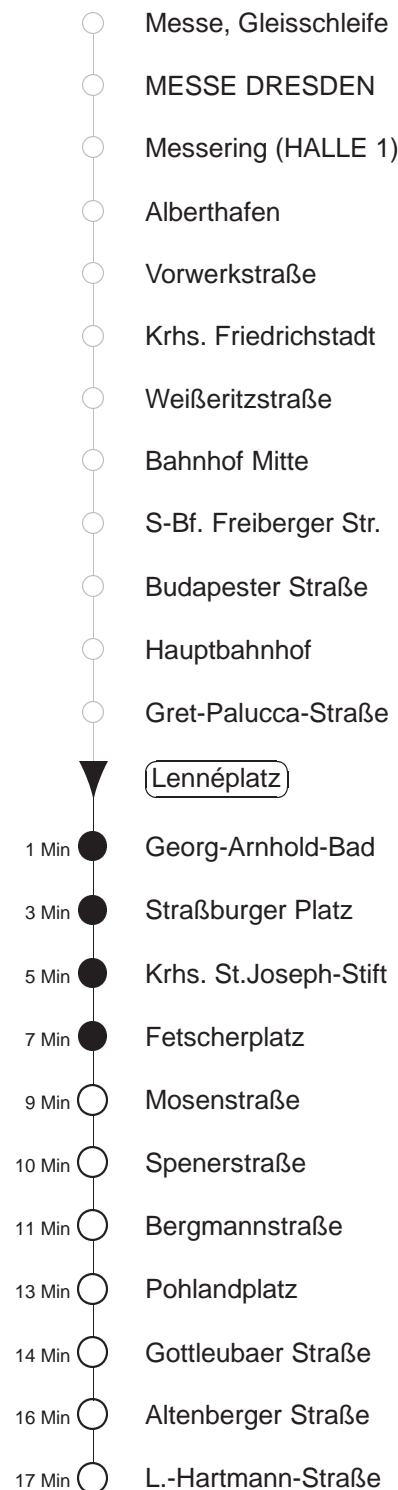 Messe, Gleisschleife
MESSE DRESDEN
Messering (HALLE 1)
Alberthafen
Vorwerkstraße
Krhs. Friedrichstadt
Weißeritzstraße
Bahnhof Mitte
S-Bf. Freiberger Str.
Budapester Straße
Hauptbahnhof
Gret-Palucca-Straße
Lennéplatz
1 Min Georg-Arnhold-Bad
3 Min Straßburger Platz
5 Min Krhs. St.Joseph-Stift
7 Min Fetscherplatz
9 Min Mosenstraße
10 Min Spenerstraße
11 Min Bergmannstraße
13 Min Pohlandplatz
14 Min Gottleubaer Straße
16 Min Altenberger Straße
17 Min L.-Hartmann-Straße